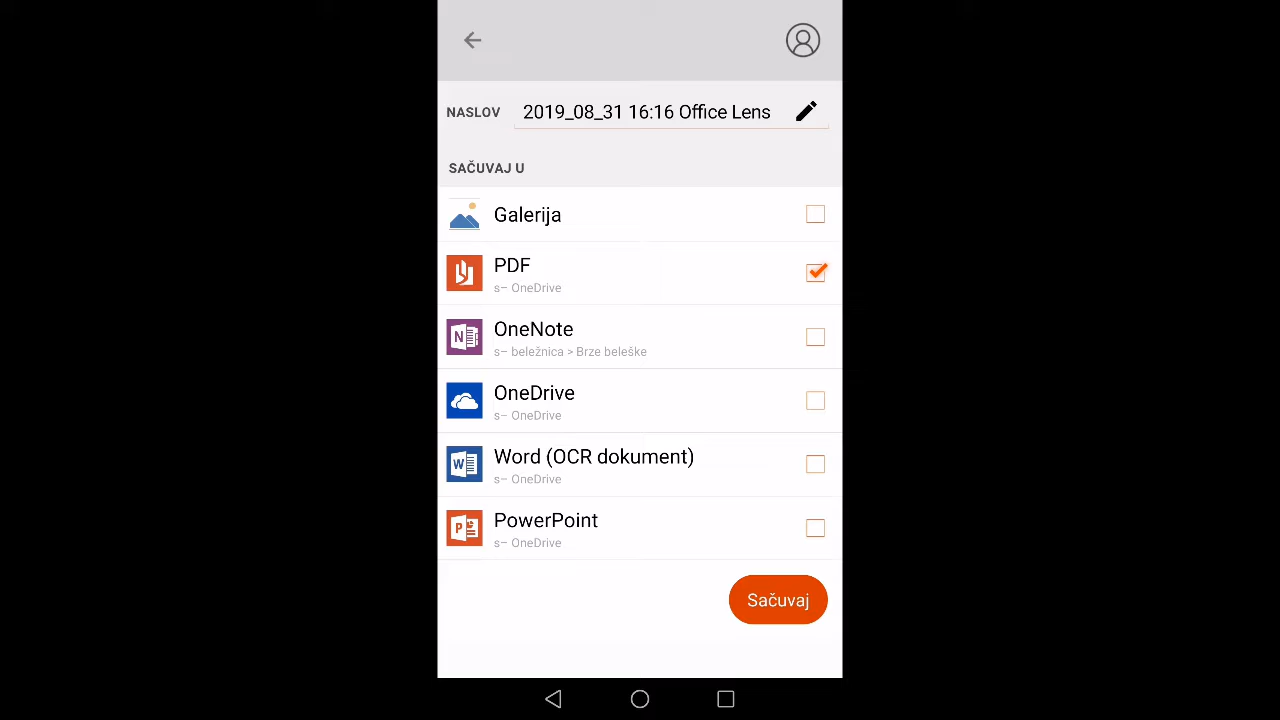 NASLOV 2019_08_31 16:16 Office Lens
SAČUVAJ U
Galerija
PDF
s– OneDrive
OneNote
s– beležnica > Brze beleške
OneDrive
s– OneDrive
Word (OCR dokument)
s– OneDrive
PowerPoint
s– OneDrive
Sačuvaj